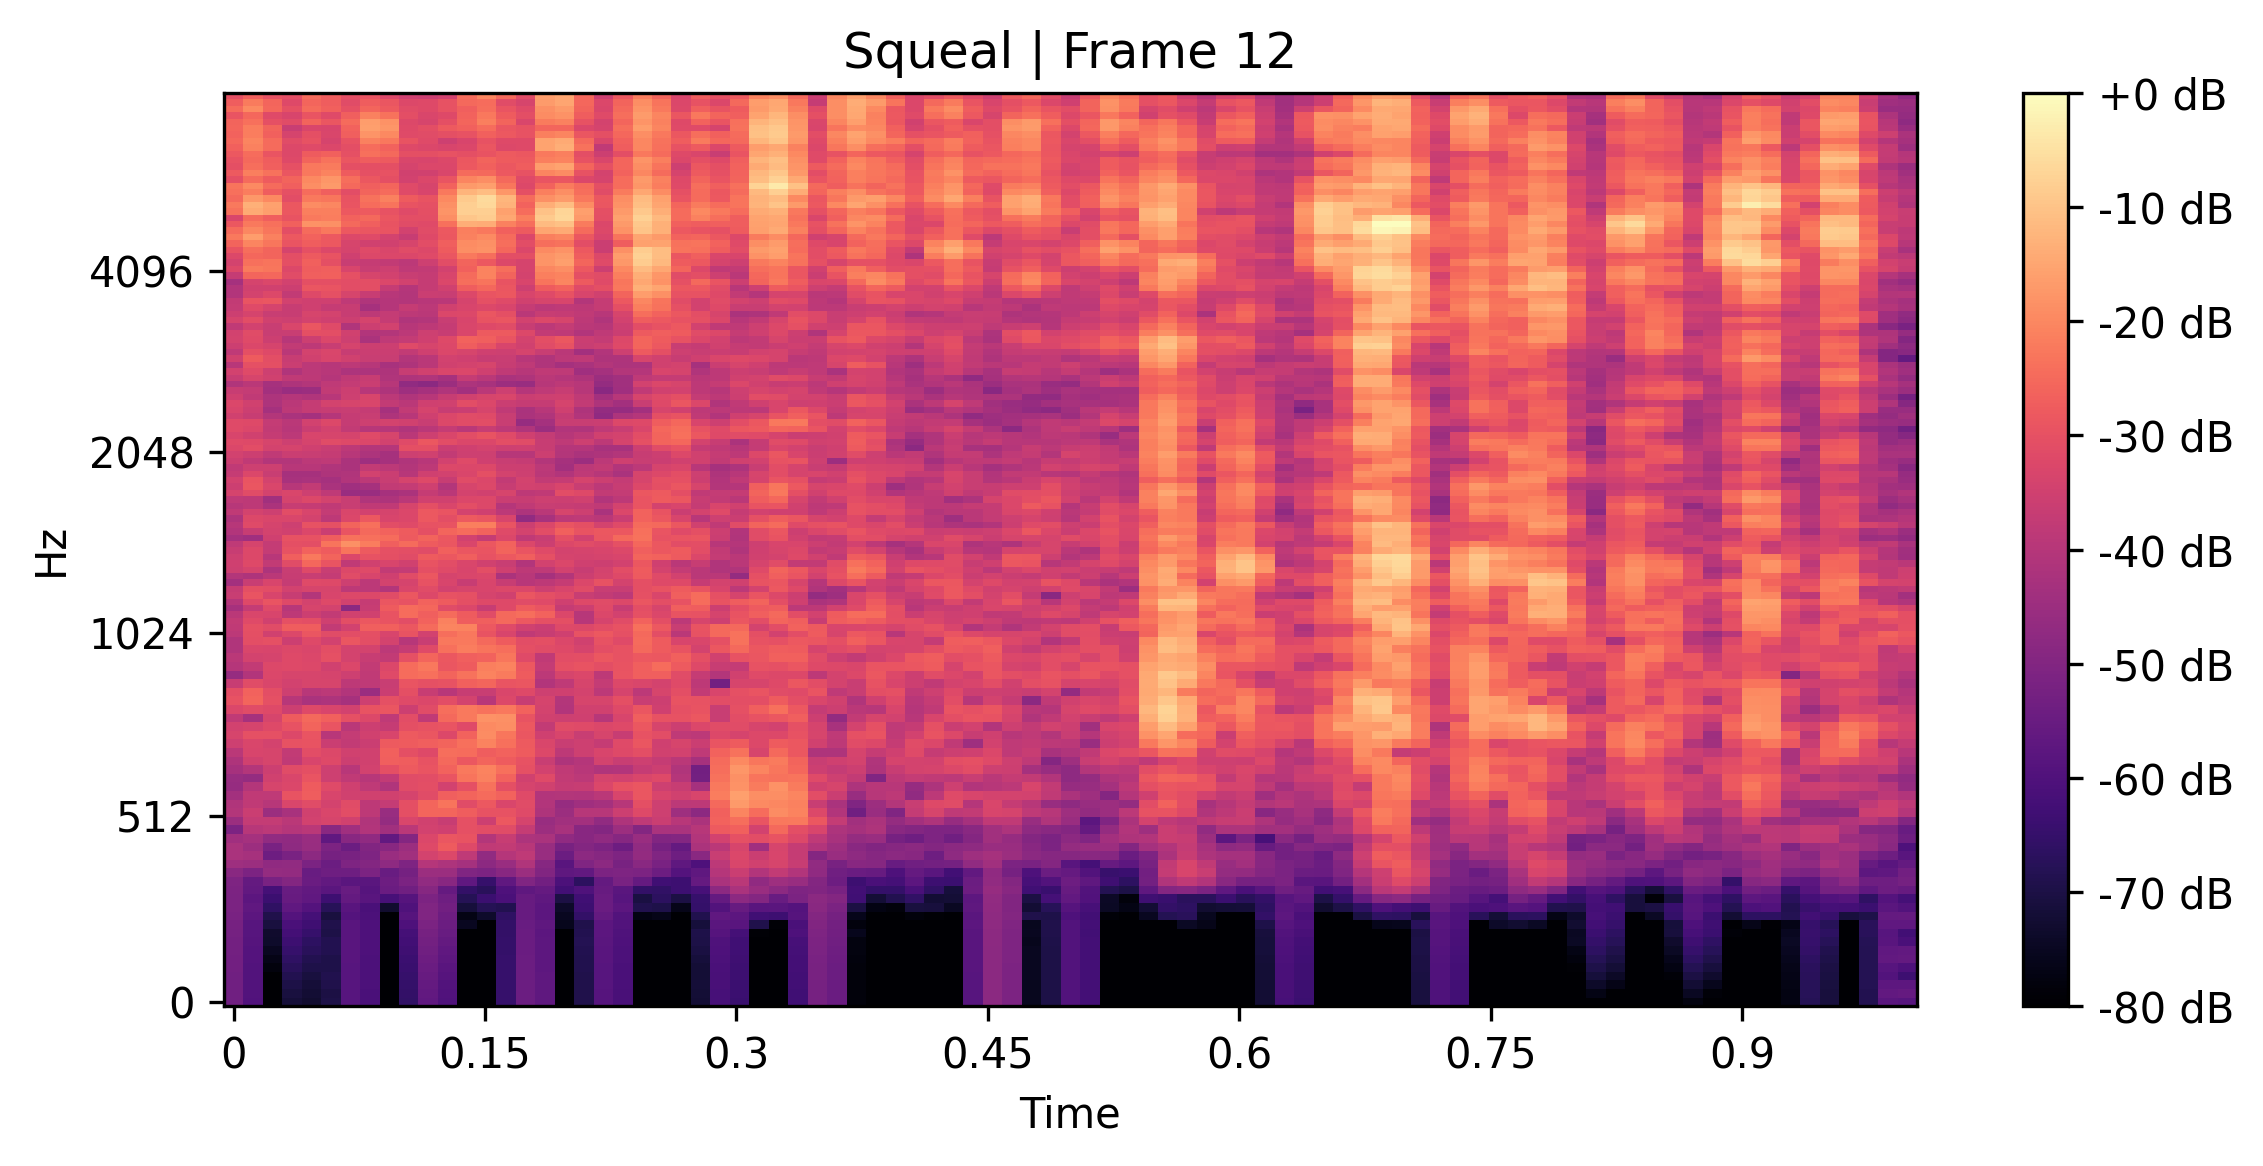 Squeal | Frame 12
Hz
4096
2048
1024
512
0
0 0.15 0.3 0.45 0.6 0.75 0.9
Time
+0 dB
-10 dB
-20 dB
-30 dB
-40 dB
-50 dB
-60 dB
-70 dB
-80 dB